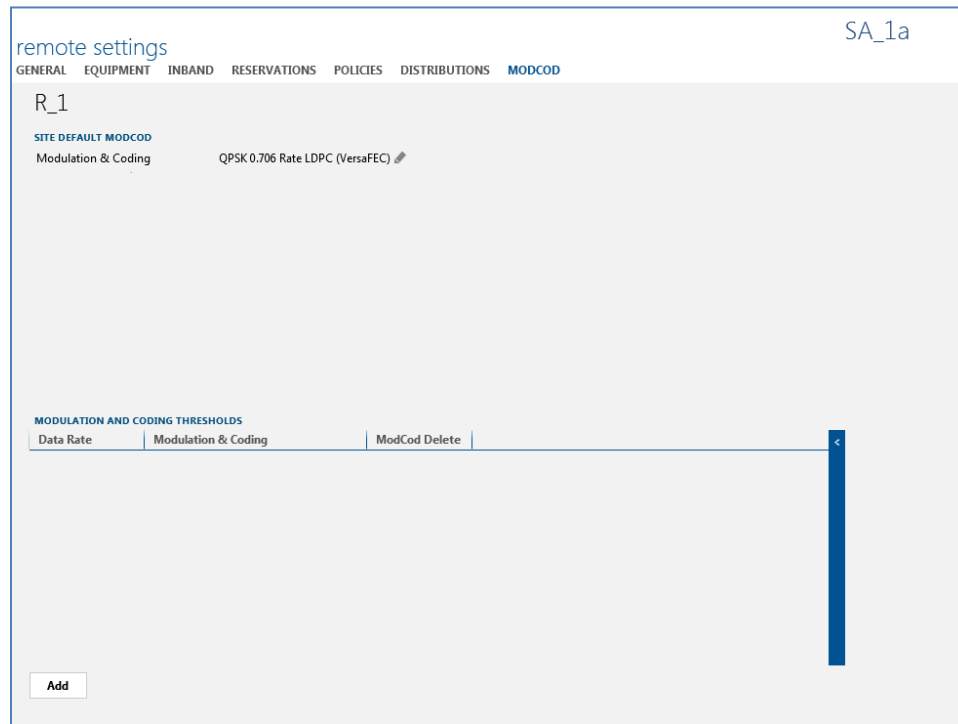 SA_1a
remote settings
GENERAL EQUIPMENT INBAND RESERVATIONS POLICIES DISTRIBUTIONS MODCOD
R_1
SITE DEFAULT MODCOD
Modulation & Coding QPSK 0.706 Rate LDPC (VersaFEC)
MODULATION AND CODING THRESHOLDS
Data Rate Modulation & Coding ModCod Delete
<
Add